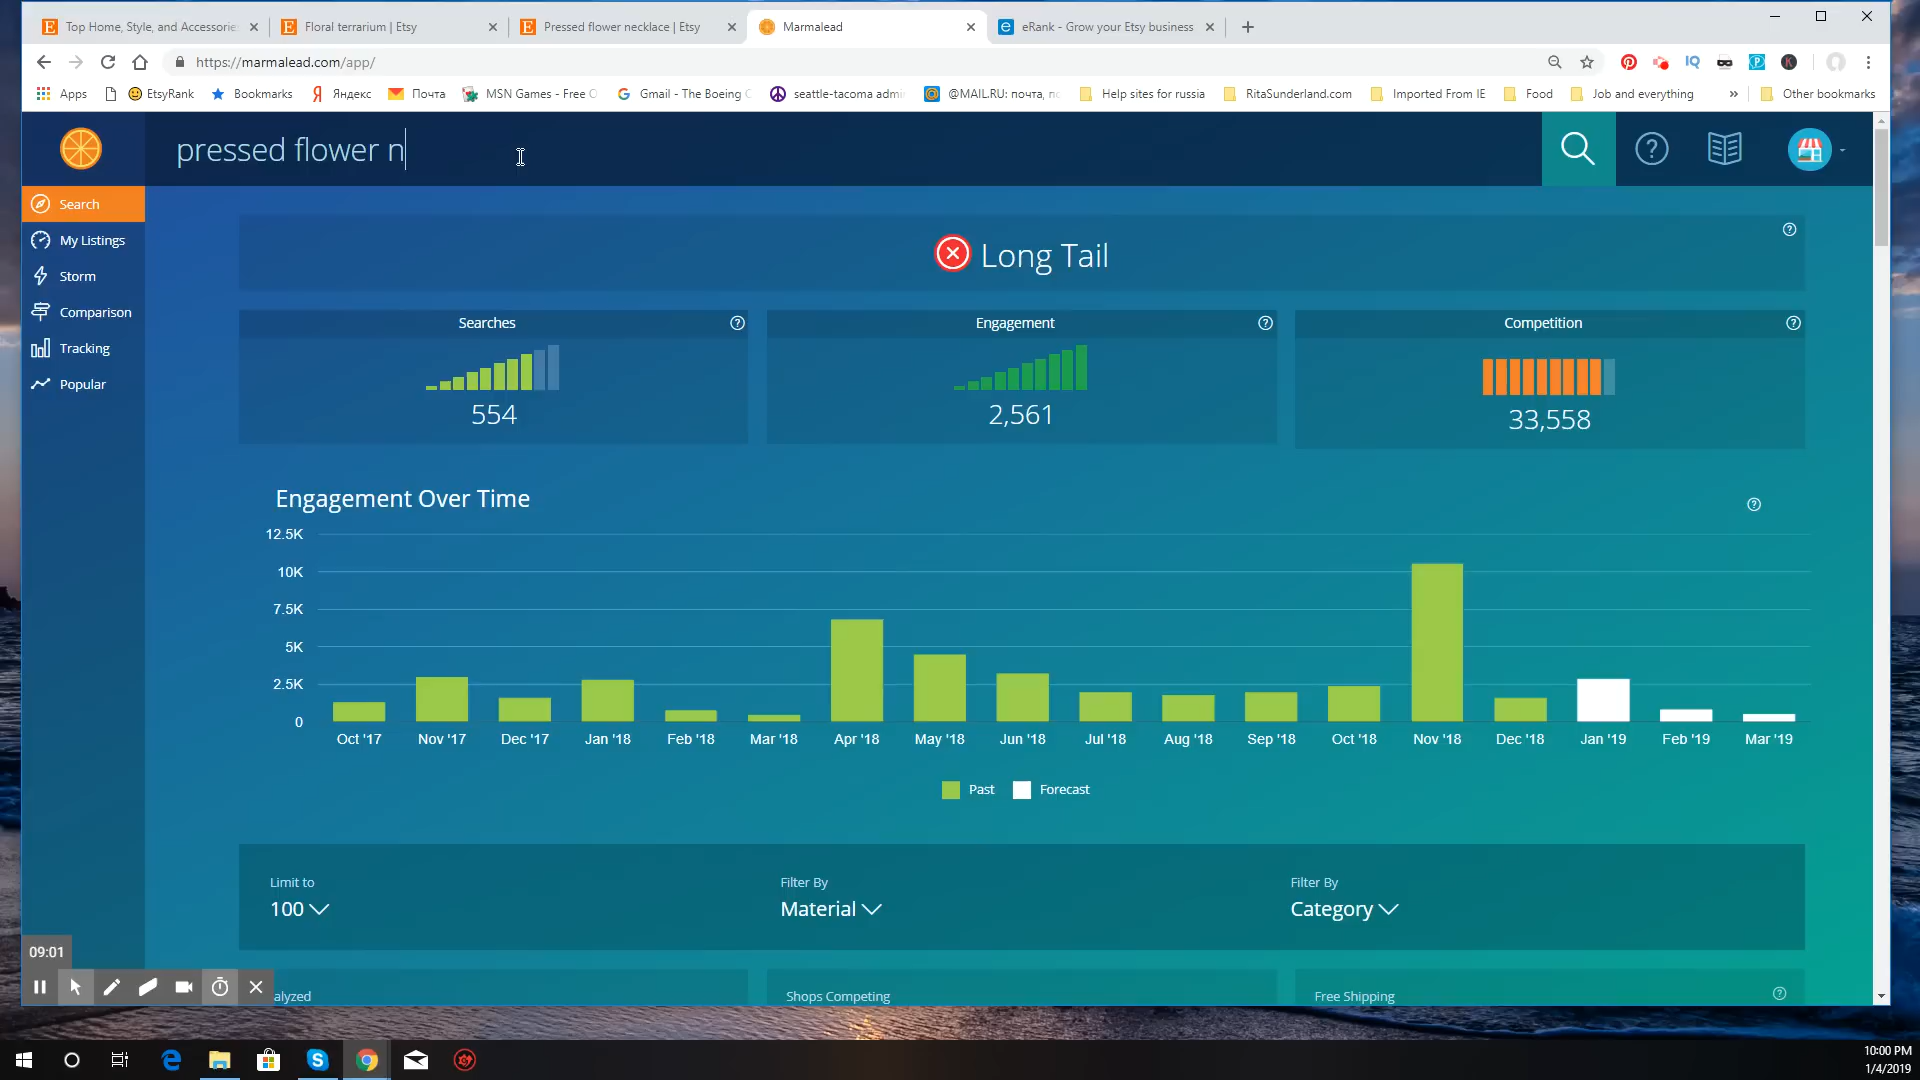 Top Home, Style, and Accessorie
Floral terrarium | Etsy
Pressed flower necklace | Etsy
Marmalead
eRank - Grow your Etsy business
https://marmalead.com/app/
Apps
EtsyRank
Bookmarks
Яндекс
Почта
MSN Games - Free O
Gmail - The Boeing C
seattle-tacoma admi
@MAIL.RU: почта, по
Help sites for russia
RitaSunderland.com
Imported From IE
Food
Job and everything
»
Other bookmarks
pressed flower n
Search
My Listings
Storm
Comparison
Tracking
Popular
Long Tail
Searches
Engagement
Competition
554
2,561
33,558
Engagement Over Time
12.5K
10K
7.5K
5K
2.5K
0
Oct '17 Nov '17 Dec '17 Jan '18 Feb '18 Mar '18 Apr '18 May '18 Jun '18 Jul '18 Aug '18 Sep '18 Oct '18 Nov '18 Dec '18 Jan '19 Feb '19 Mar '19
Past Forecast
Limit to
100
Filter By
Material
Filter By
Category
09:01
alyzed
Shops Competing
Free Shipping
10:00 PM
1/4/2019